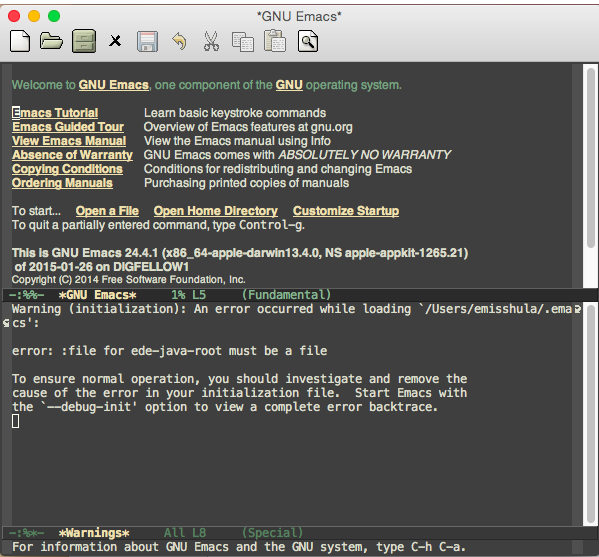 *GNU Emacs*
Welcome to GNU Emacs, one component of the GNU operating system.
Emacs Tutorial Learn basic keystroke commands
Emacs Guided Tour Overview of Emacs features at gnu.org
View Emacs Manual View the Emacs manual using Info
Absence of Warranty GNU Emacs comes with ABSOLUTELY NO WARRANTY
Copying Conditions Conditions for redistributing and changing Emacs
Ordering Manuals Purchasing printed copies of manuals
To start... Open a File Open Home Directory Customize Startup
To quit a partially entered command, type Control-g.
This is GNU Emacs 24.4.1 (x86_64-apple-darwin13.4.0, NS apple-appkit-1265.21)
of 2015-01-26 on DIGFELLOW1
Copyright (C) 2014 Free Software Foundation, Inc.
-:%%- *GNU Emacs* 1% L5 (Fundamental)
Warning (initialization): An error occurred while loading `/Users/emisshula/.ema
cs':
error: :file for ede-java-root must be a file
To ensure normal operation, you should investigate and remove the
cause of the error in your initialization file. Start Emacs with
the `--debug-init' option to view a complete error backtrace.
-:%*- *Warnings* All L8 (Special)
For information about GNU Emacs and the GNU system, type C-h C-a.